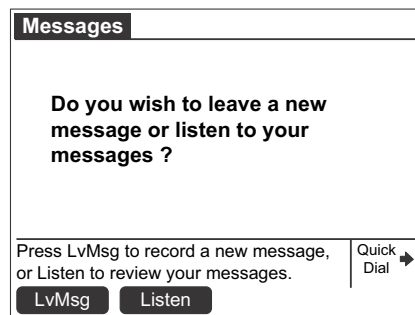 Messages
Do you wish to leave a new
message or listen to your
messages ?
Press LvMsg to record a new message,
or Listen to review your messages.
Quick
Dial
LvMsg
Listen